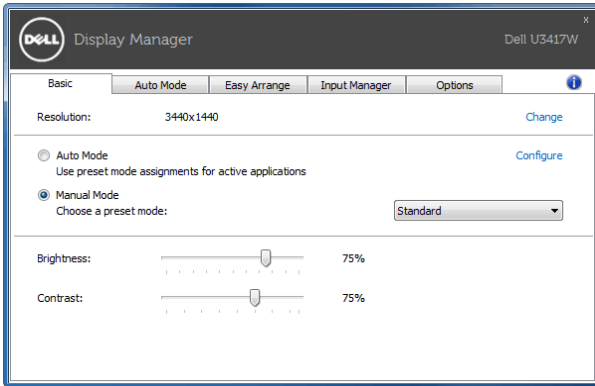 DELL Display Manager Dell U3417W
x
Basic Auto Mode Easy Arrange Input Manager Options i
Resolution: 3440x1440 Change
Auto Mode Configure
Use preset mode assignments for active applications
Manual Mode
Choose a preset mode: Standard
Brightness: 75%
Contrast: 75%